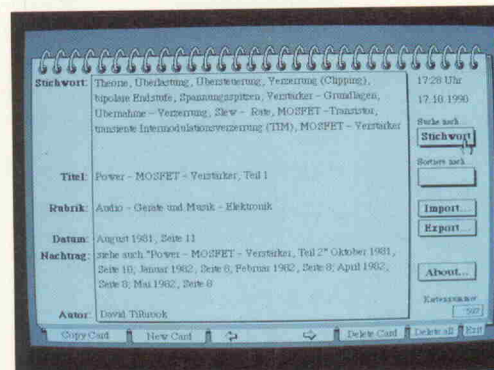 Stichwort: Theorie, Überlastung, Übersteuerung, Verzerrung (Clipping),
bipolare Endstufe, Spannungsspitzen, Verstärker - Grundlagen,
Übernahme - Verzerrung, Slew - Rate, MOSFET - Transistor,
transiente Intermodulationsverzerrung (TIM), MOSFET - Verstärker
Titel: Power - MOSFET - Verstärker, Teil 1
Rubrik: Audio - Geräte und Musik - Elektronik
Datum: August 1981, Seite 11
Nachtrag: siehe auch "Power - MOSFET - Verstärker, Teil 2" Oktober 1981,
Seite 10, Januar 1982, Seite 8, Februar 1982, Seite 8; April 1982,
Seite 8; Mai 1982, Seite 8
Autor: David Tilbrook
17:28 Uhr
17.10.1990
Suche nach
Stichwort
Sortiere nach
Import...
Export...
About...
Kartennummer
507
Copy Card
New Card
Delete Card
Delete all
Exit